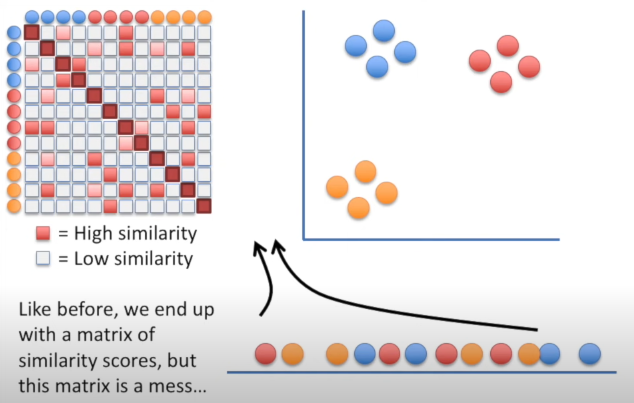 = High similarity
= Low similarity
Like before, we end up
with a matrix of
similarity scores, but
this matrix is a mess...